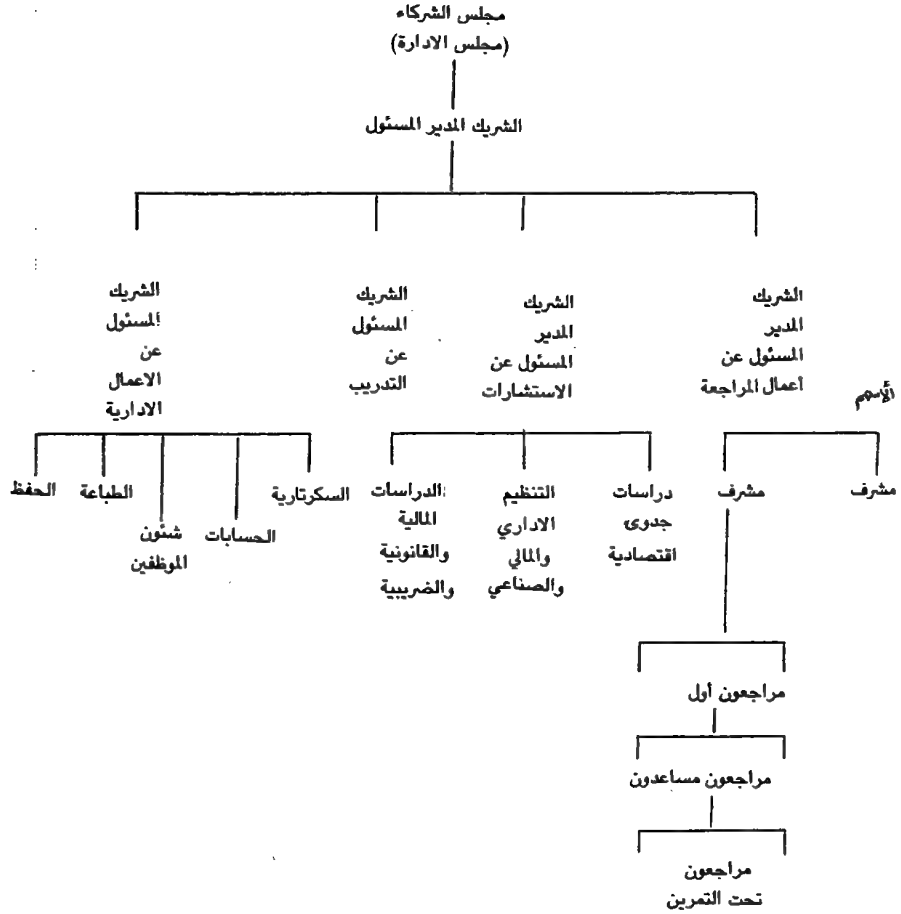 مجلس الشركاء
(مجلس الادارة)
الشريك المدير المسئول
الشريك
المدير
المسئول عن
أعمال المراجعة
الشريك
المدير
المسئول عن
الاستشارات
الشريك
المسئول
عن
التدريب
الشريك
المسئول
عن
الاعمال
الادارية
مشرف
مشرف
دراسات
جدوى
اقتصادية
التنظيم
الاداري
والمالي
والصناعي
الدراسات
المالية
والقانونية
والضريبية
السكرتارية
الحسابات
شئون
الموظفين
الطباعة
الحفظ
مراجعون أول
مراجعون مساعدون
مراجعون
تحت التمرين